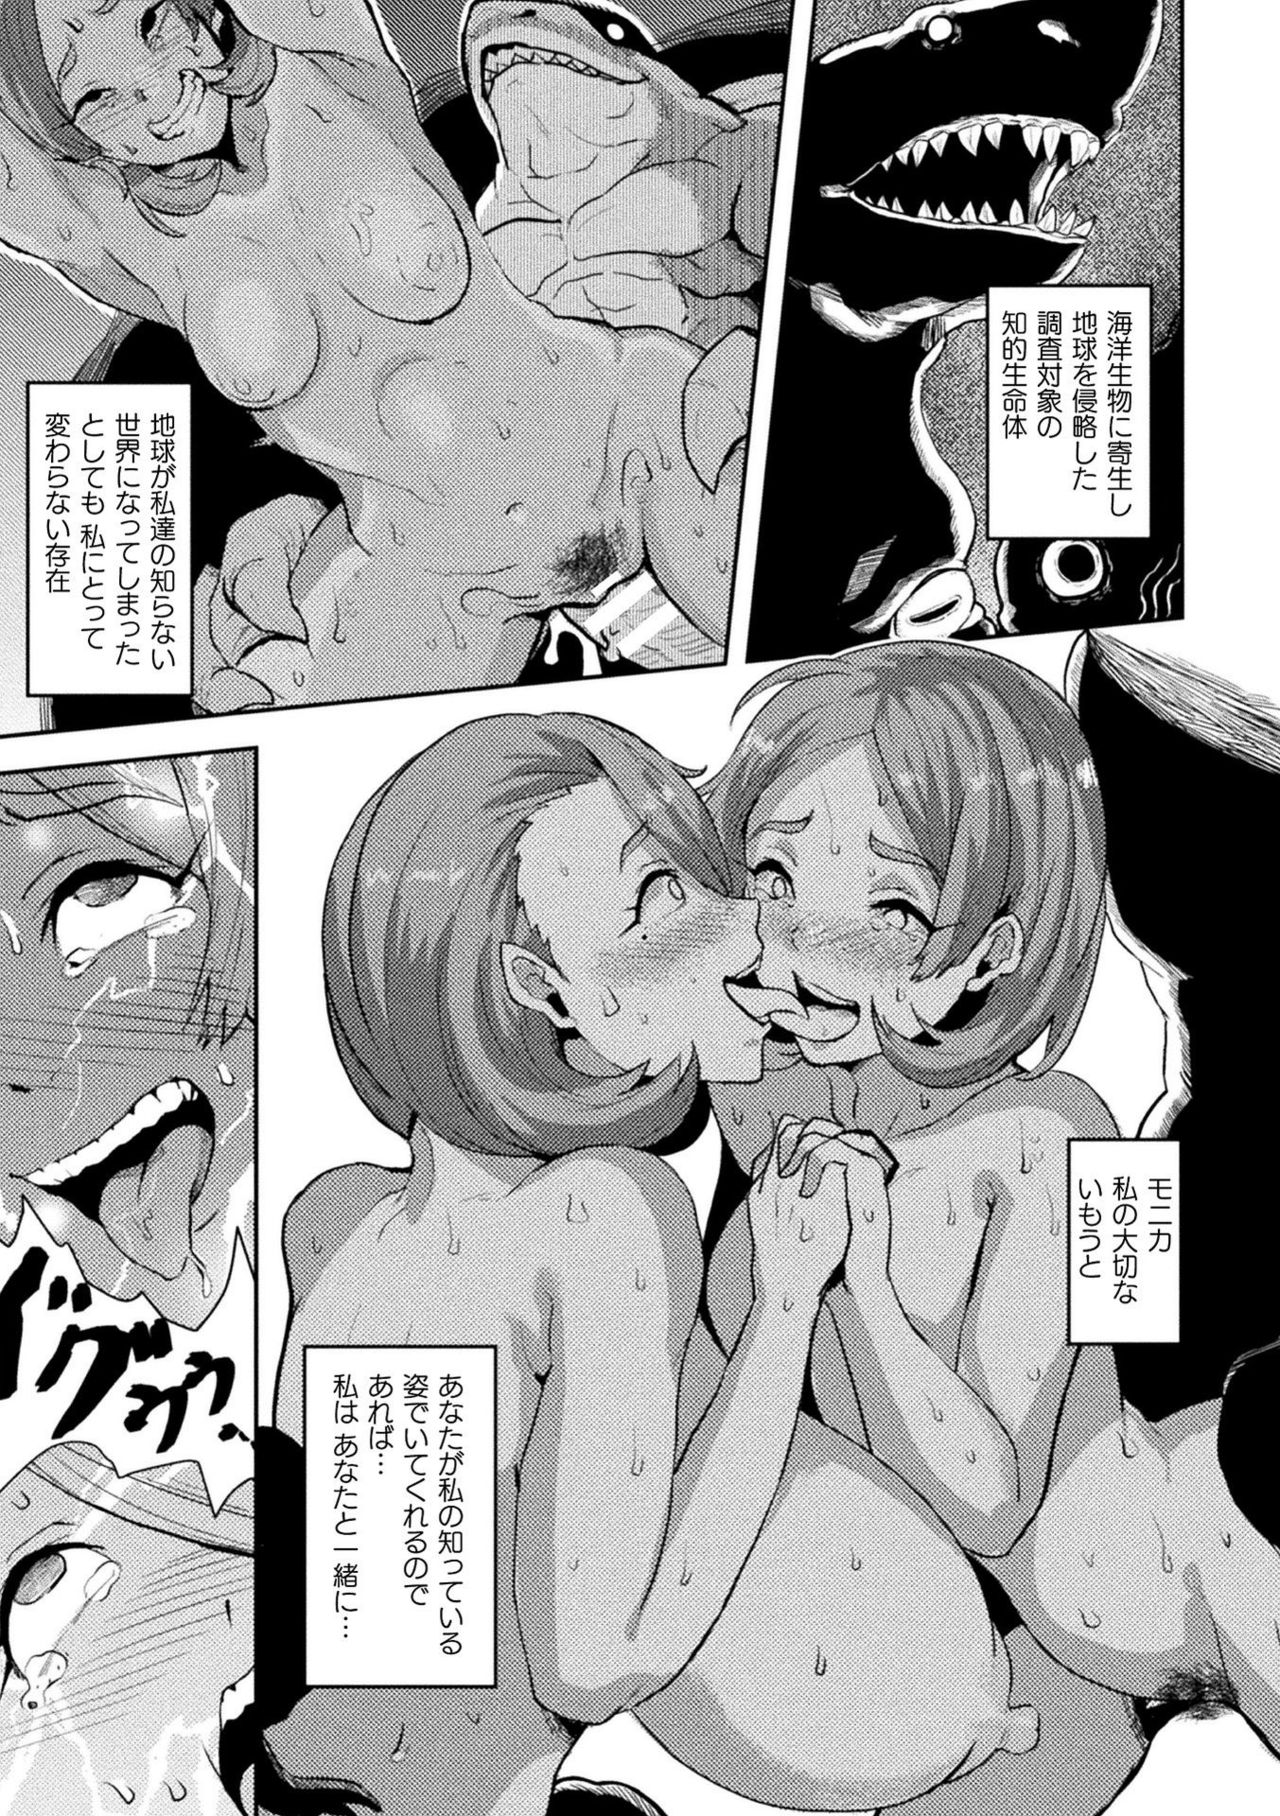 海洋生物に寄生し
地球を侵略した
調査対象の
知的生命体
地球が私達の知らない
世界になってしまった
としても 私にとって
変わらない存在
モニカ
私の大切な
いもうと
あなたが私の知っている
姿でいてくれるので
あれば…
私は あなたと一緒に…
ドグゥッ